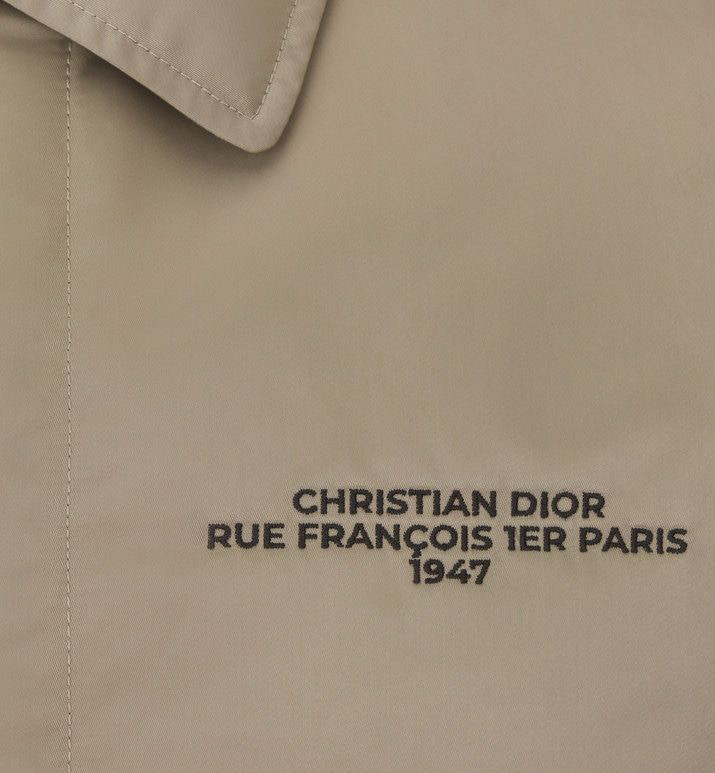 CHRISTIAN DIOR
RUE FRANÇOIS 1ER PARIS
1947